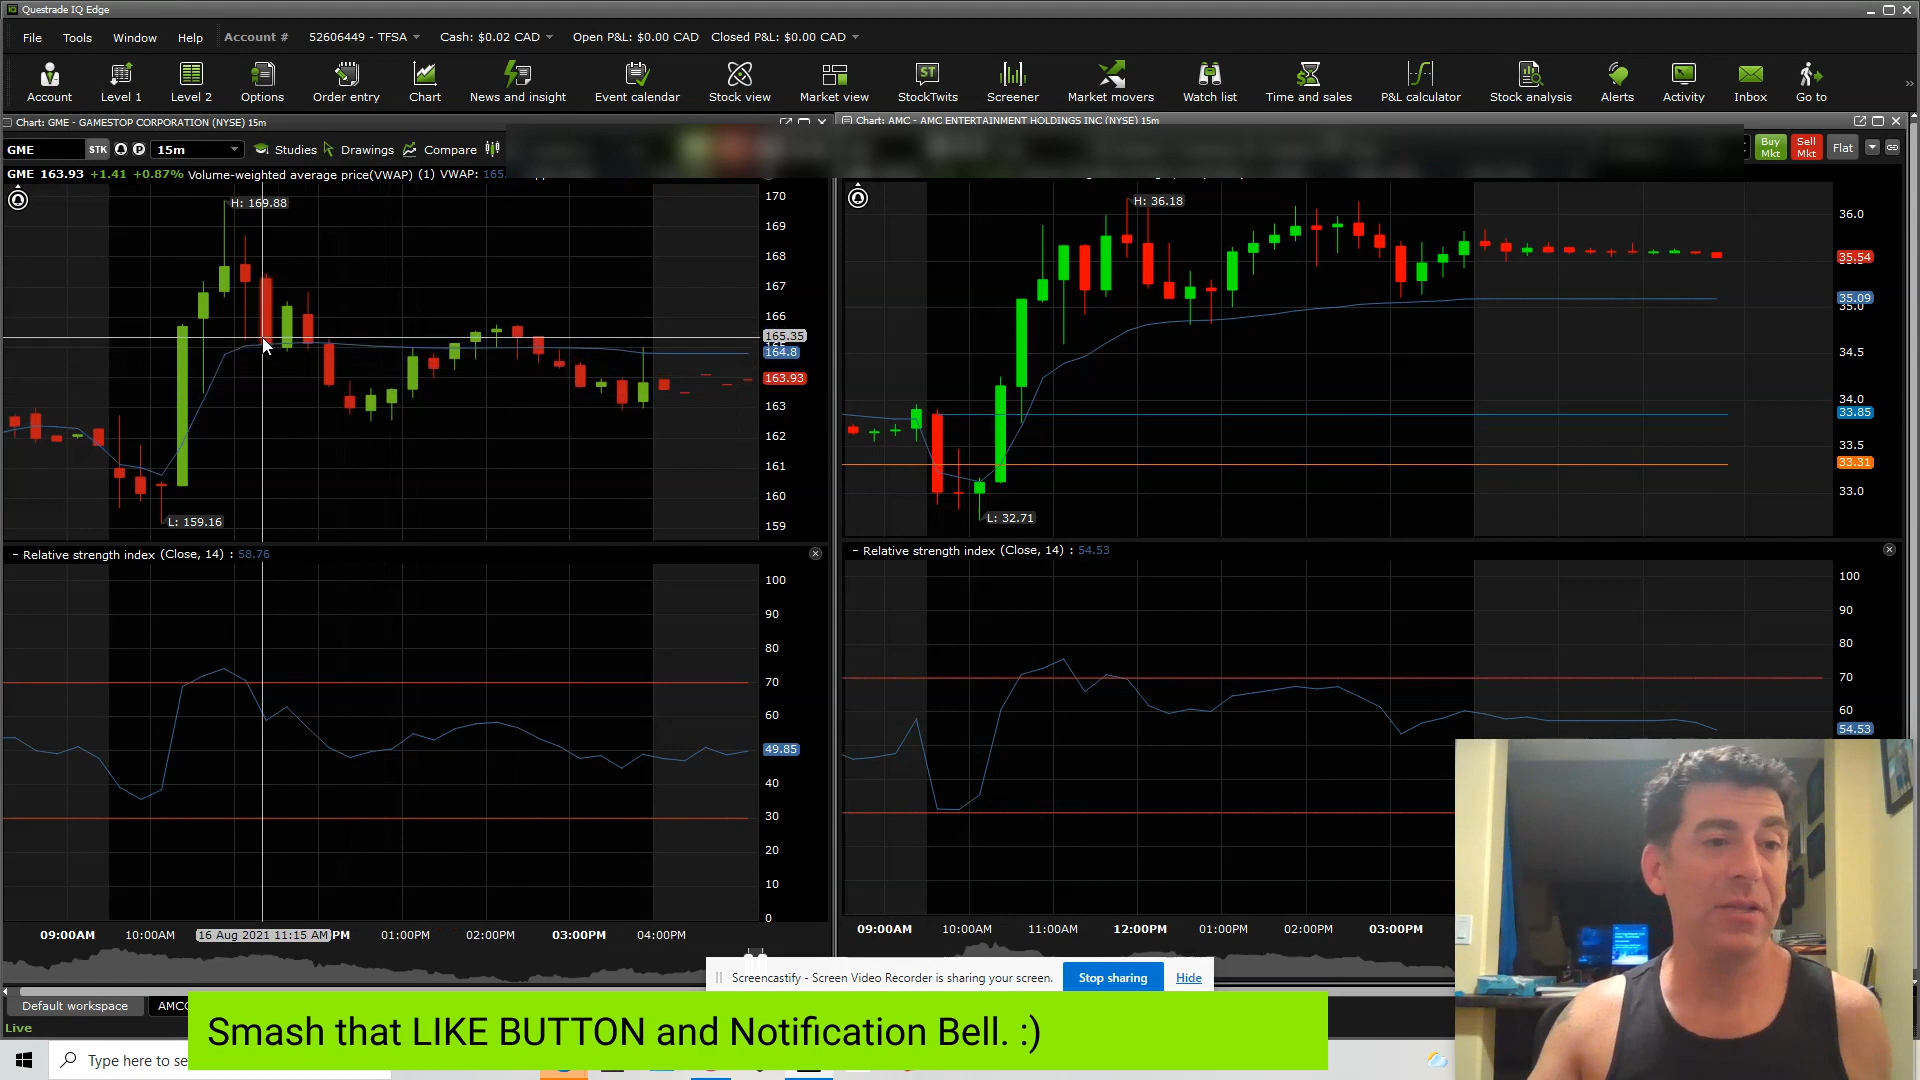 Questrade IQ Edge
File Tools Window Help Account # 52606449 - TFSA Cash: $0.02 CAD Open P&L: $0.00 CAD Closed P&L: $0.00 CAD
Account Level 1 Level 2 Options Order entry Chart News and insight Event calendar Stock view Market view StockTwits Screener Market movers Watch list Time and sales P&L calculator Stock analysis Alerts Activity Inbox Go to
Chart: GME - GAMESTOP CORPORATION (NYSE) 15m
Chart: AMC - AMC ENTERTAINMENT HOLDINGS INC (NYSE) 15m
GME STK 15m Studies Drawings Compare
Buy Mkt Sell Mkt Flat
GME 163.93 +1.41 +0.87% Volume-weighted average price(VWAP) (1) VWAP: 165.
H: 169.88
170
169
168
167
166
165.35
164.8
163.93
163
162
161
160
159
L: 159.16
H: 36.18
36.0
35.54
35.09
35.0
34.5
34.0
33.85
33.5
33.31
33.0
L: 32.71
Relative strength index (Close, 14) : 58.76
100
90
80
70
60
49.85
40
30
20
10
0
Relative strength index (Close, 14) : 54.53
100
90
80
70
60
54.53
09:00AM 10:00AM 16 Aug 2021 11:15 AM PM 01:00PM 02:00PM 03:00PM 04:00PM
09:00AM 10:00AM 11:00AM 12:00PM 01:00PM 02:00PM 03:00PM
Screencastify - Screen Video Recorder is sharing your screen. Stop sharing Hide
Default workspace AMC
Live
Smash that LIKE BUTTON and Notification Bell. :)
Type here to se